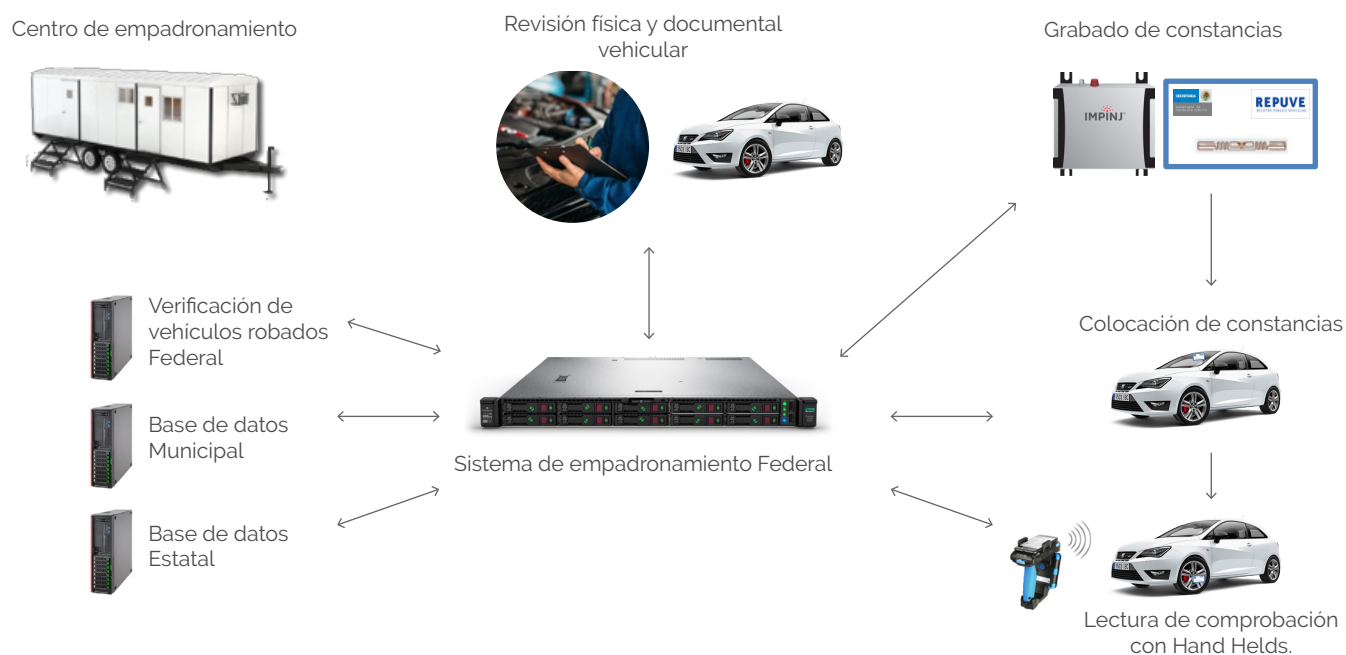 Centro de empadronamiento
Revisión física y documental
vehicular
Grabado de constancias
IMPINJ
REPUVE
Verificación de
vehículos robados
Federal
Colocación de constancias
Base de datos
Municipal
Sistema de empadronamiento Federal
Base de datos
Estatal
Lectura de comprobación
con Hand Helds.